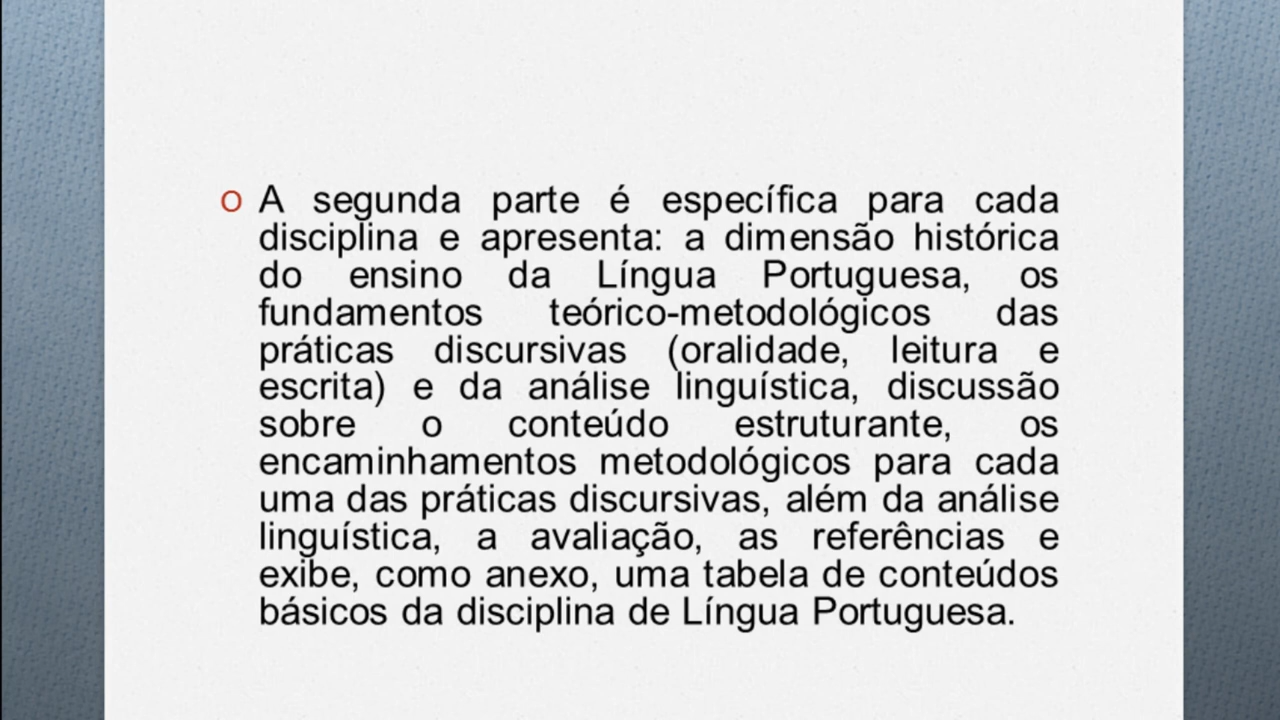 A segunda parte é específica para cada
disciplina e apresenta: a dimensão histórica
do ensino da Língua Portuguesa, os
fundamentos teórico-metodológicos das
práticas discursivas (oralidade, leitura e
escrita) e da análise linguística, discussão
sobre o conteúdo estruturante, os
encaminhamentos metodológicos para cada
uma das práticas discursivas, além da análise
linguística, a avaliação, as referências e
exibe, como anexo, uma tabela de conteúdos
básicos da disciplina de Língua Portuguesa.